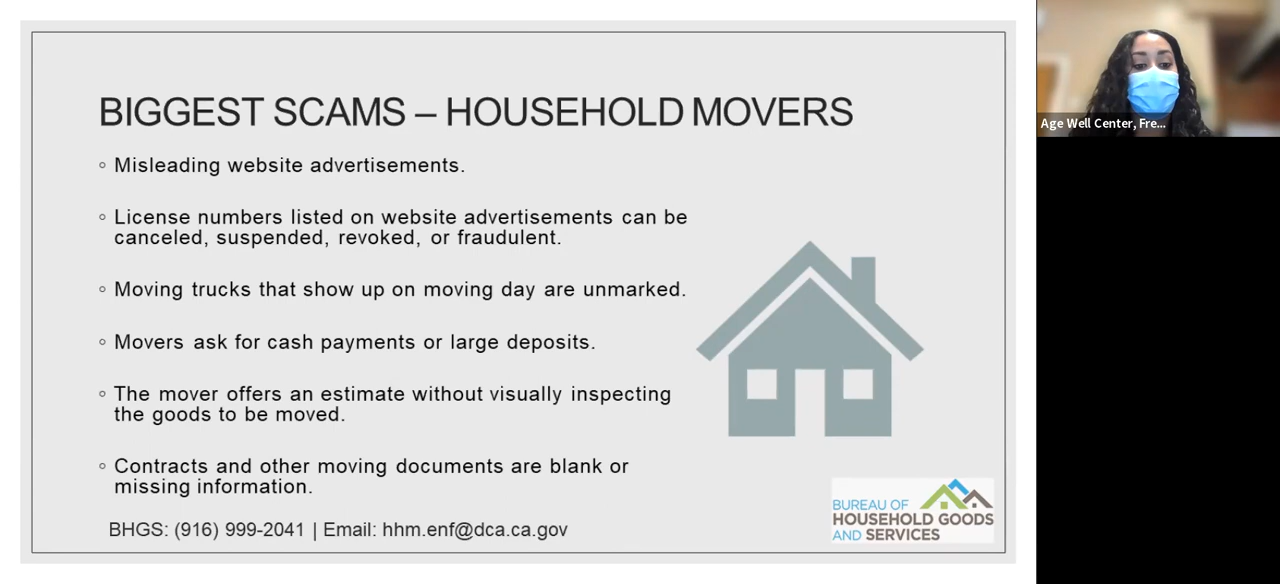 BIGGEST SCAMS – HOUSEHOLD MOVERS
◦ Misleading website advertisements.
◦ License numbers listed on website advertisements can be
canceled, suspended, revoked, or fraudulent.
◦ Moving trucks that show up on moving day are unmarked.
◦ Movers ask for cash payments or large deposits.
◦ The mover offers an estimate without visually inspecting
the goods to be moved.
◦ Contracts and other moving documents are blank or
missing information.
BHGS: (916) 999-2041 | Email: hhm.enf@dca.ca.gov
BUREAU OF
HOUSEHOLD GOODS
AND SERVICES
Age Well Center, Fre...